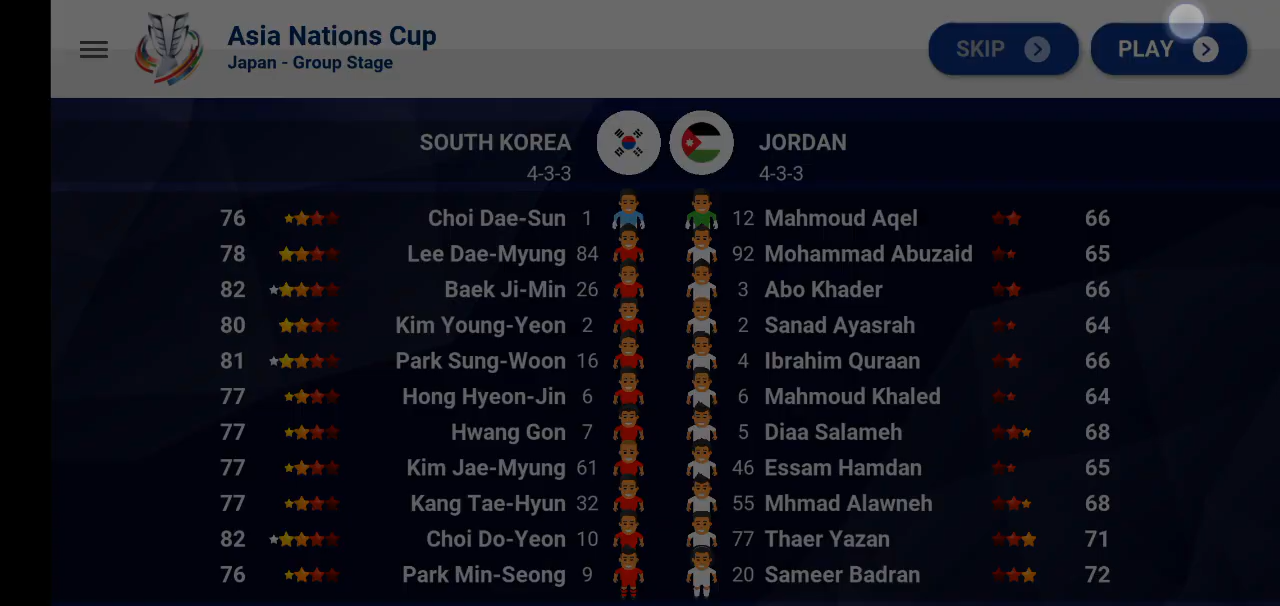 Asia Nations Cup
Japan - Group Stage
SKIP
PLAY
SOUTH KOREA
JORDAN
4-3-3
4-3-3
76 Choi Dae-Sun 1 12 Mahmoud Aqel 66
78 Lee Dae-Myung 84 92 Mohammad Abuzaid 65
82 Baek Ji-Min 26 3 Abo Khader 66
80 Kim Young-Yeon 2 2 Sanad Ayasrah 64
81 Park Sung-Woon 16 4 Ibrahim Quraan 66
77 Hong Hyeon-Jin 6 6 Mahmoud Khaled 64
77 Hwang Gon 7 5 Diaa Salameh 68
77 Kim Jae-Myung 61 46 Essam Hamdan 65
77 Kang Tae-Hyun 32 55 Mhmad Alawneh 68
82 Choi Do-Yeon 10 77 Thaer Yazan 71
76 Park Min-Seong 9 20 Sameer Badran 72